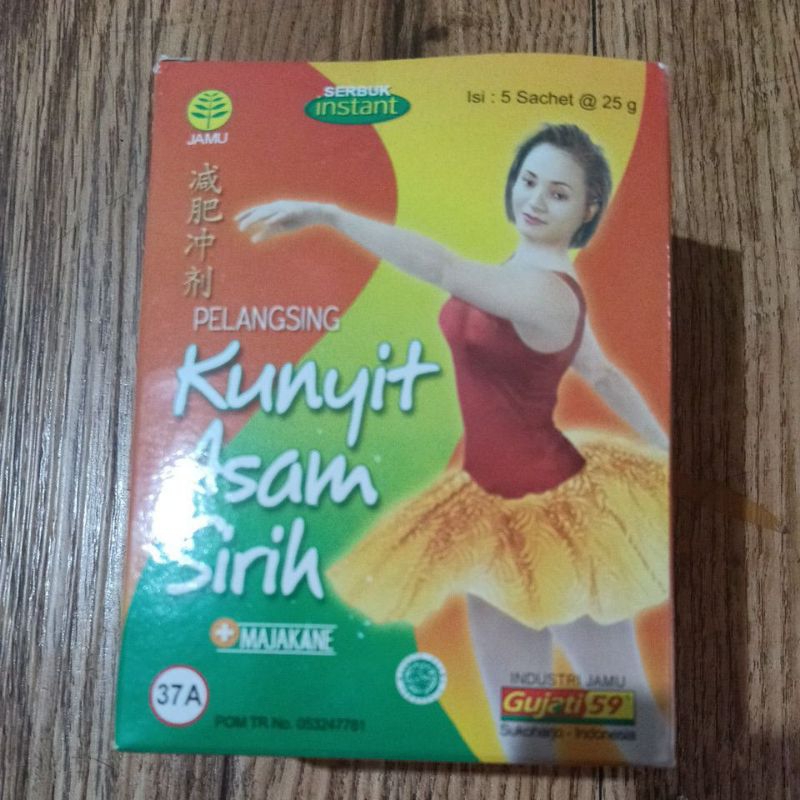 JAMU
SERBUK
instant
Isi : 5 Sachet @ 25 g
减
肥
冲
剂
PELANGSING
Kunyit
Asam
Sirih
+ MAJAKANE
37A
POM TR No. 053247781
INDUSTRI JAMU
Gujati 59
Sukoharjo - Indonesia